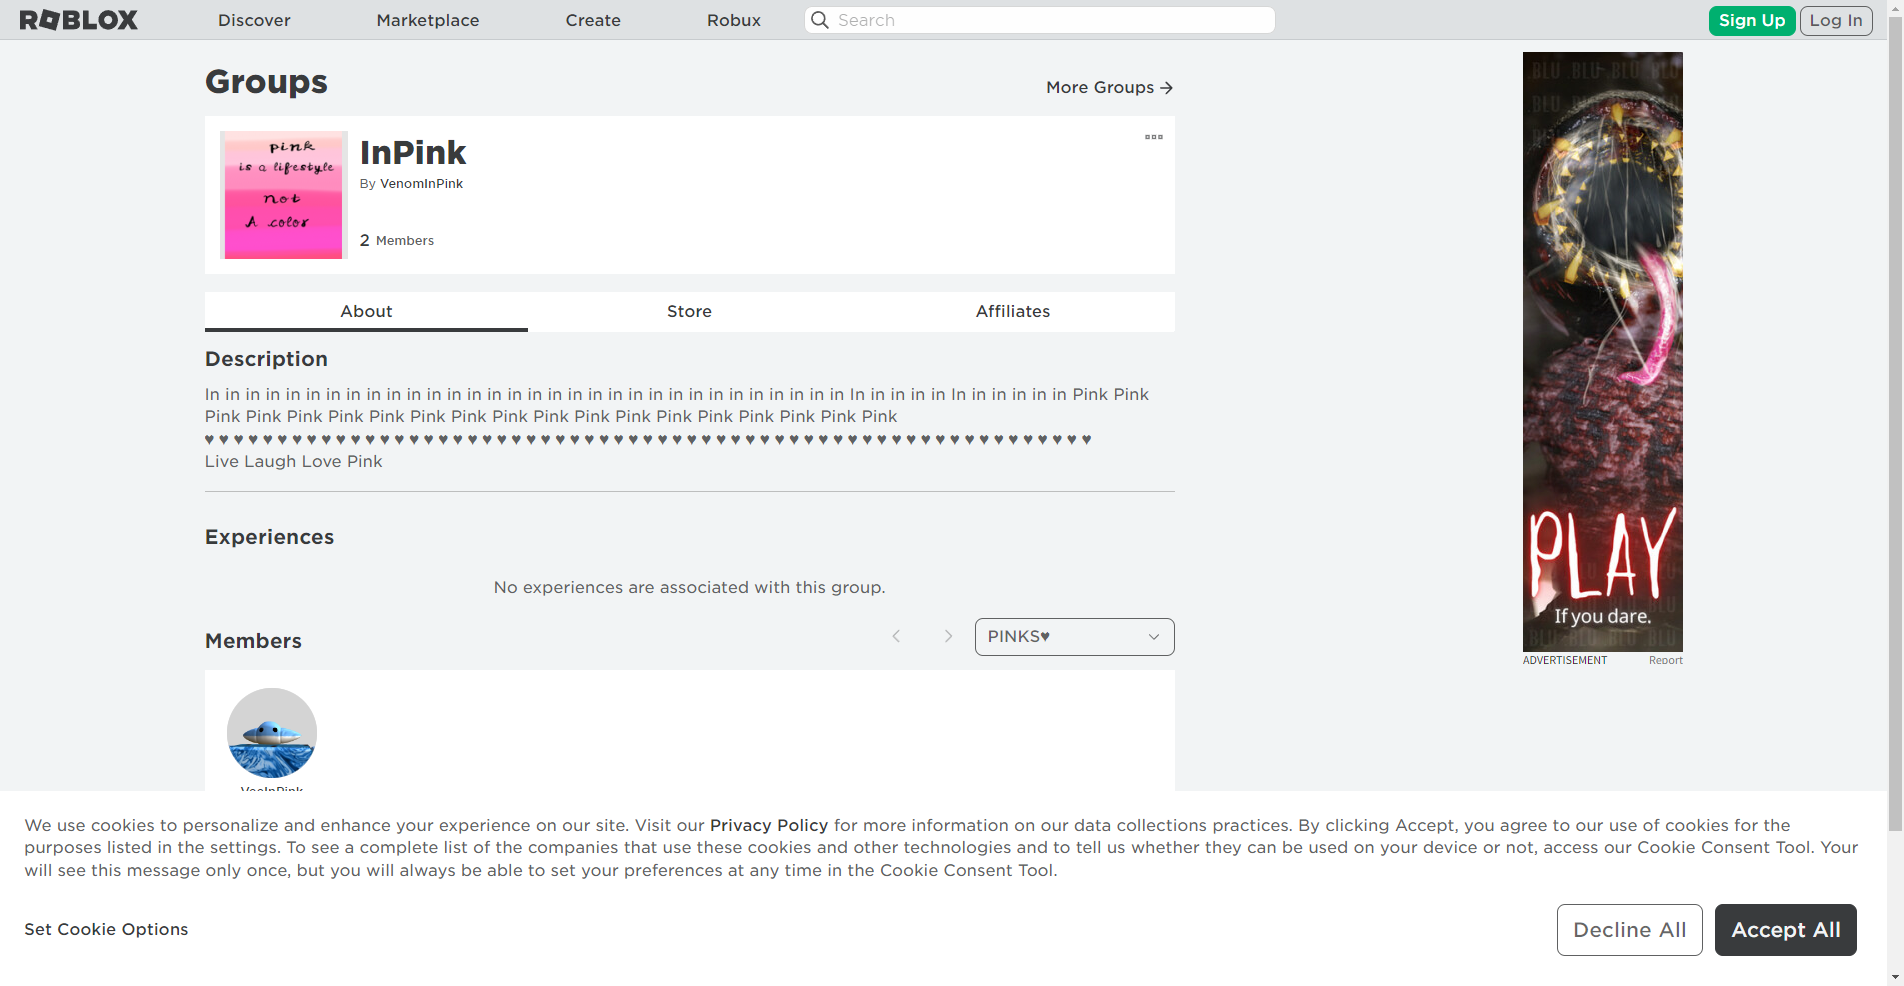 ROBLOX
Discover
Marketplace
Create
Robux
Search
Sign Up
Log In
Groups
More Groups
pink
is a lifestyle
not
A color
InPink
By VenomInPink
2 Members
About
Store
Affiliates
Description
In in in in in in in in in in in in in in in in in in in in in in in in in in in in in in in in In in in in in In in in in in in Pink Pink
Pink Pink Pink Pink Pink Pink Pink Pink Pink Pink Pink Pink Pink Pink Pink Pink Pink
♥ ♥ ♥ ♥ ♥ ♥ ♥ ♥ ♥ ♥ ♥ ♥ ♥ ♥ ♥ ♥ ♥ ♥ ♥ ♥ ♥ ♥ ♥ ♥ ♥ ♥ ♥ ♥ ♥ ♥ ♥ ♥ ♥ ♥ ♥ ♥ ♥ ♥ ♥ ♥ ♥ ♥ ♥ ♥ ♥ ♥ ♥ ♥ ♥ ♥ ♥ ♥ ♥ ♥ ♥ ♥ ♥ ♥ ♥ ♥ ♥
Live Laugh Love Pink
Experiences
No experiences are associated with this group.
Members
PINKS♥
VeeInPink
PLAY
If you dare.
ADVERTISEMENT
Report
We use cookies to personalize and enhance your experience on our site. Visit our Privacy Policy for more information on our data collections practices. By clicking Accept, you agree to our use of cookies for the
purposes listed in the settings. To see a complete list of the companies that use these cookies and other technologies and to tell us whether they can be used on your device or not, access our Cookie Consent Tool. Your
will see this message only once, but you will always be able to set your preferences at any time in the Cookie Consent Tool.
Set Cookie Options
Decline All
Accept All